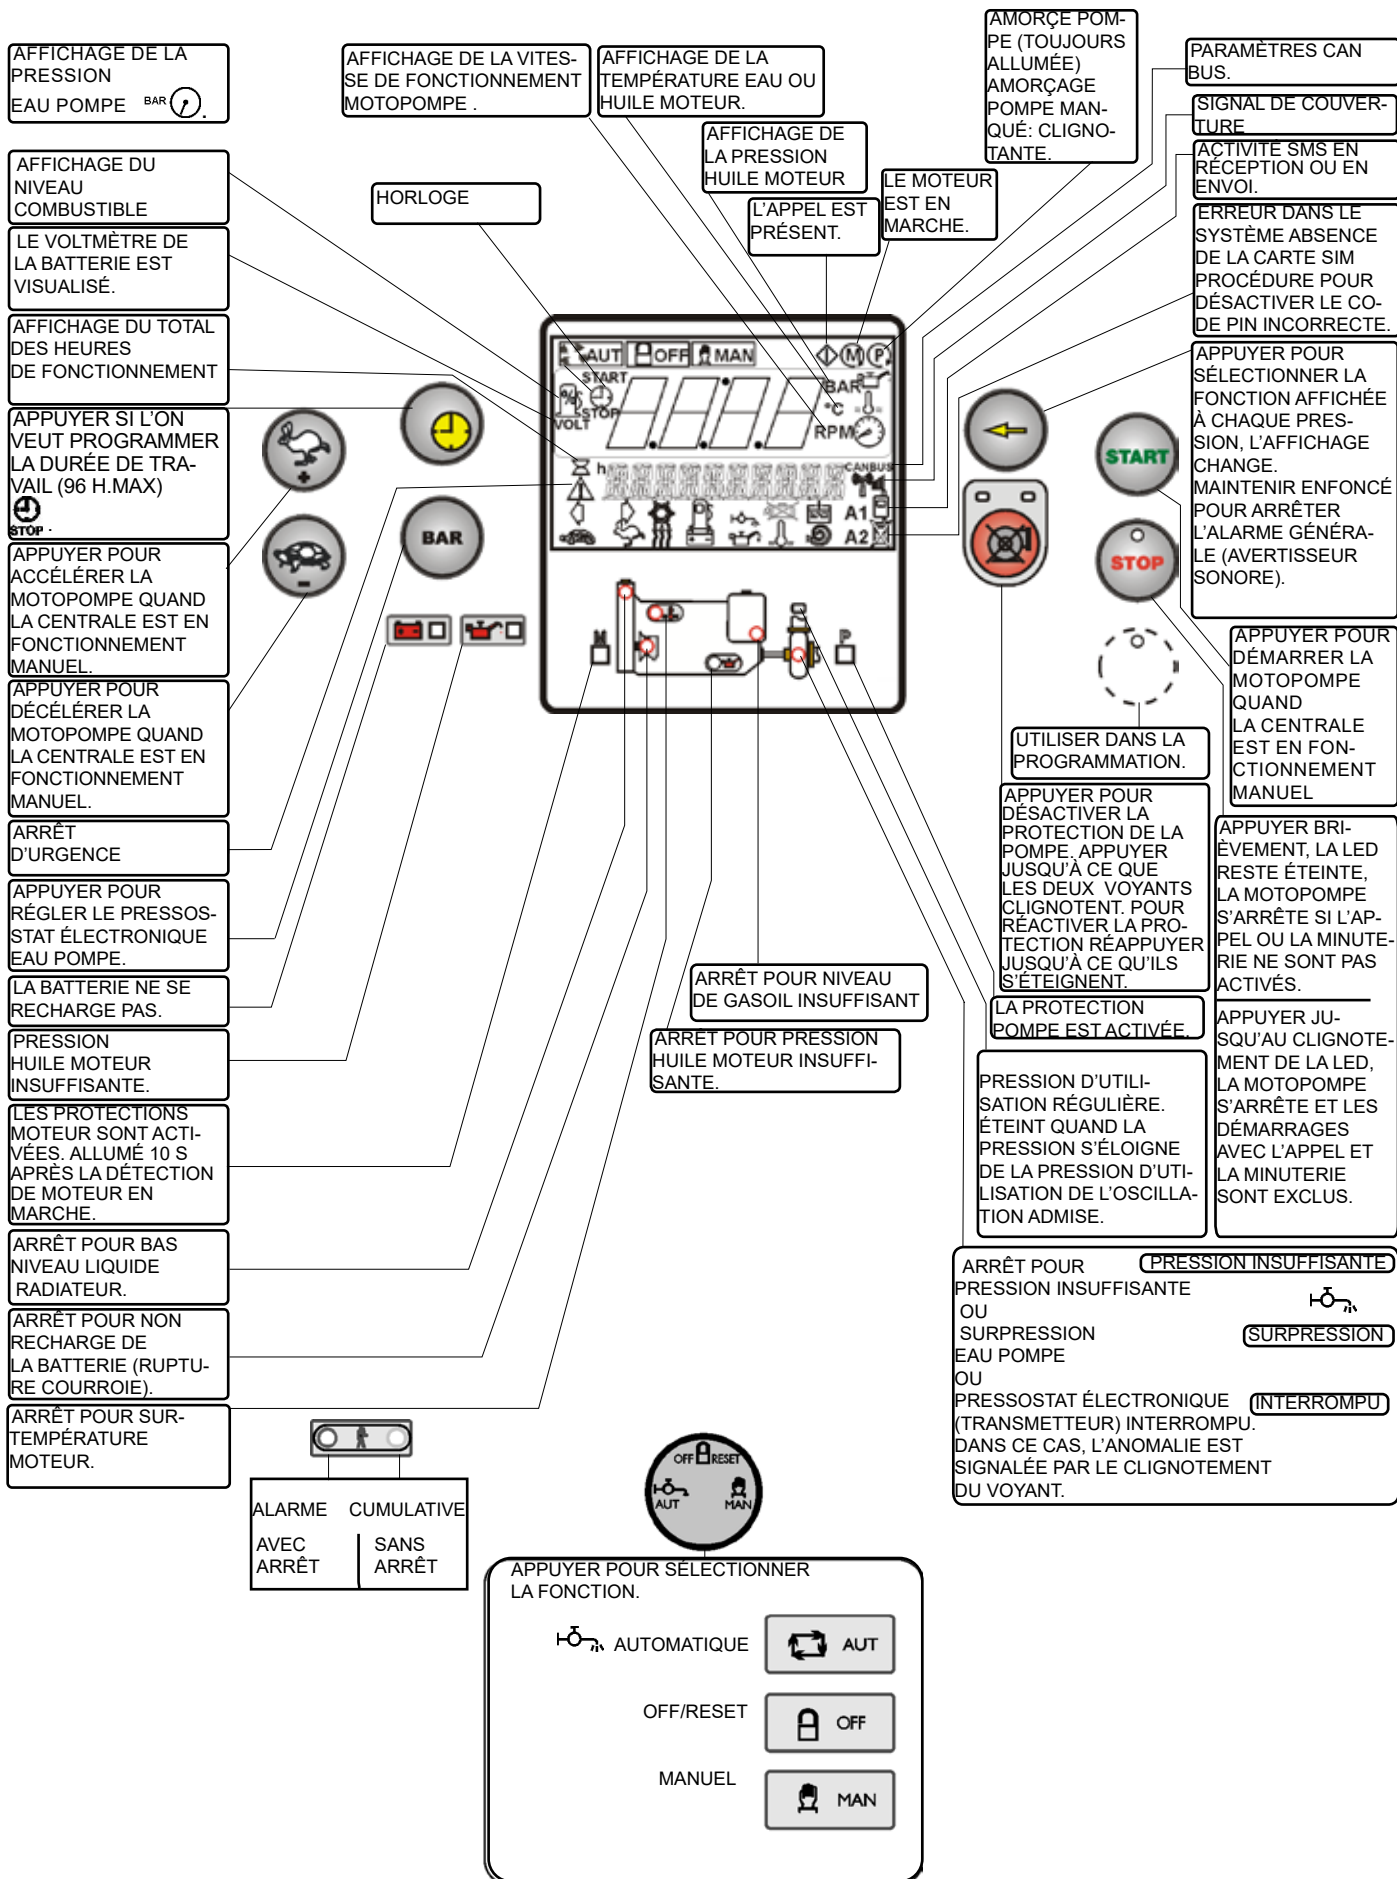 AFFICHAGE DE LA
PRESSION
EAU POMPE BAR .
AFFICHAGE DU
NIVEAU
COMBUSTIBLE
LE VOLTMÈTRE DE
LA BATTERIE EST
VISUALISÉ.
AFFICHAGE DU TOTAL
DES HEURES
DE FONCTIONNEMENT
APPUYER SI L'ON
VEUT PROGRAMMER
LA DURÉE DE TRA-
VAIL (96 H.MAX)
STOP .
APPUYER POUR
ACCÉLÉRER LA
MOTOPOMPE QUAND
LA CENTRALE EST EN
FONCTIONNEMENT
MANUEL.
APPUYER POUR
DÉCÉLÉRER LA
MOTOPOMPE QUAND
LA CENTRALE EST EN
FONCTIONNEMENT
MANUEL.
ARRÊT
D'URGENCE
APPUYER POUR
RÉGLER LE PRESSOS-
STAT ÉLECTRONIQUE
EAU POMPE.
LA BATTERIE NE SE
RECHARGE PAS.
PRESSION
HUILE MOTEUR
INSUFFISANTE.
LES PROTECTIONS
MOTEUR SONT ACTI-
VÉES. ALLUMÉ 10 S
APRÈS LA DÉTECTION
DE MOTEUR EN
MARCHE.
ARRÊT POUR BAS
NIVEAU LIQUIDE
RADIATEUR.
ARRÊT POUR NON
RECHARGE DE
LA BATTERIE (RUPTU-
RE COURROIE).
ARRÊT POUR SUR-
TEMPÉRATURE
MOTEUR.
AFFICHAGE DE LA VITES-
SE DE FONCTIONNEMENT
MOTOPOMPE .
AFFICHAGE DE LA
TEMPÉRATURE EAU OU
HUILE MOTEUR.
HORLOGE
AFFICHAGE DE
LA PRESSION
HUILE MOTEUR
L'APPEL EST
PRÉSENT.
LE MOTEUR
EST EN
MARCHE.
AMORÇE POM-
PE (TOUJOURS
ALLUMÉE)
AMORÇAGE
POMPE MAN-
QUÉ: CLIGNO-
TANTE.
PARAMÈTRES CAN
BUS.
SIGNAL DE COUVER-
TURE
ACTIVITÉ SMS EN
RÉCEPTION OU EN
ENVOI.
ERREUR DANS LE
SYSTÈME ABSENCE
DE LA CARTE SIM
PROCÉDURE POUR
DÉSACTIVER LE CO-
DE PIN INCORRECTE.
APPUYER POUR
SÉLECTIONNER LA
FONCTION AFFICHÉE
À CHAQUE PRES-
SION, L'AFFICHAGE
CHANGE.
MAINTENIR ENFONCÉ
POUR ARRÊTER
L'ALARME GÉNÉRA-
LE (AVERTISSEUR
SONORE).
AUT OFF MAN M P
START
STOP
%
VOLT
BAR
°C
RPM
h
CANBUS
A1
A2
M
P
+
-
BAR
START
STOP
APPUYER POUR
DÉMARRER LA
MOTOPOMPE
QUAND
LA CENTRALE
EST EN FON-
CTIONNEMENT
MANUEL
UTILISER DANS LA
PROGRAMMATION.
APPUYER POUR
DÉSACTIVER LA
PROTECTION DE LA
POMPE. APPUYER
JUSQU'À CE QUE
LES DEUX VOYANTS
CLIGNOTENT. POUR
RÉACTIVER LA PRO-
TECTION RÉAPPUYER
JUSQU'À CE QU'ILS
S'ÉTEIGNENT.
APPUYER BRI-
ÈVEMENT, LA LED
RESTE ÉTEINTE,
LA MOTOPOMPE
S'ARRÊTE SI L'AP-
PEL OU LA MINUTE-
RIE NE SONT PAS
ACTIVÉS.
APPUYER JU-
SQU'AU CLIGNOTE-
MENT DE LA LED,
LA MOTOPOMPE
S'ARRÊTE ET LES
DÉMARRAGES
AVEC L'APPEL ET
LA MINUTERIE
SONT EXCLUS.
ARRÊT POUR NIVEAU
DE GASOIL INSUFFISANT
ARRÊT POUR PRESSION
HUILE MOTEUR INSUFFI-
SANTE.
LA PROTECTION
POMPE EST ACTIVÉE.
PRESSION D'UTILI-
SATION RÉGULIÈRE.
ÉTEINT QUAND LA
PRESSION S'ÉLOIGNE
DE LA PRESSION D'UTI-
LISATION DE L'OSCILLA-
TION ADMISE.
ARRÊT POUR PRESSION INSUFFISANTE
PRESSION INSUFFISANTE
OU
SURPRESSION SURPRESSION
EAU POMPE
OU
PRESSOSTAT ÉLECTRONIQUE INTERROMPU
(TRANSMETTEUR) INTERROMPU.
DANS CE CAS, L'ANOMALIE EST
SIGNALÉE PAR LE CLIGNOTEMENT
DU VOYANT.
ALARME CUMULATIVE
AVEC SANS
ARRÊT ARRÊT
OFF RESET
AUT MAN
APPUYER POUR SÉLECTIONNER
LA FONCTION.
AUTOMATIQUE AUT
OFF/RESET OFF
MANUEL MAN